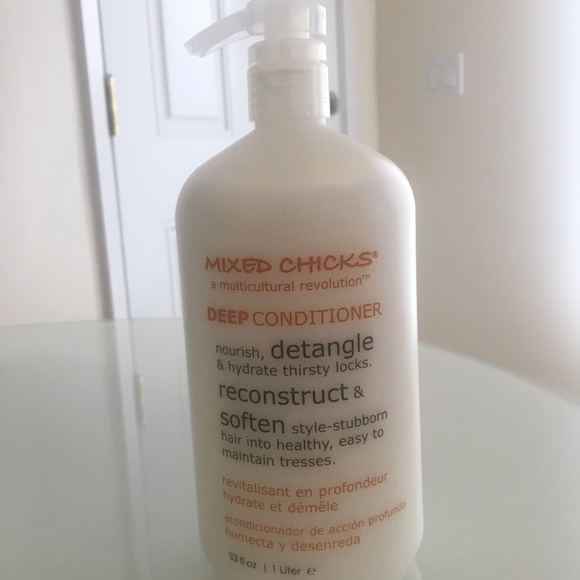 MIXED CHICKS®
a multicultural revolution™
DEEP CONDITIONER
nourish, detangle
& hydrate thirsty locks.
reconstruct &
soften style-stubborn
hair into healthy, easy to
maintain tresses.
revitalisant en profondeur
hydrate et démêle
acondicionador de acción profunda
humecta y desenreda
33 fl oz | 1 Liter ℮